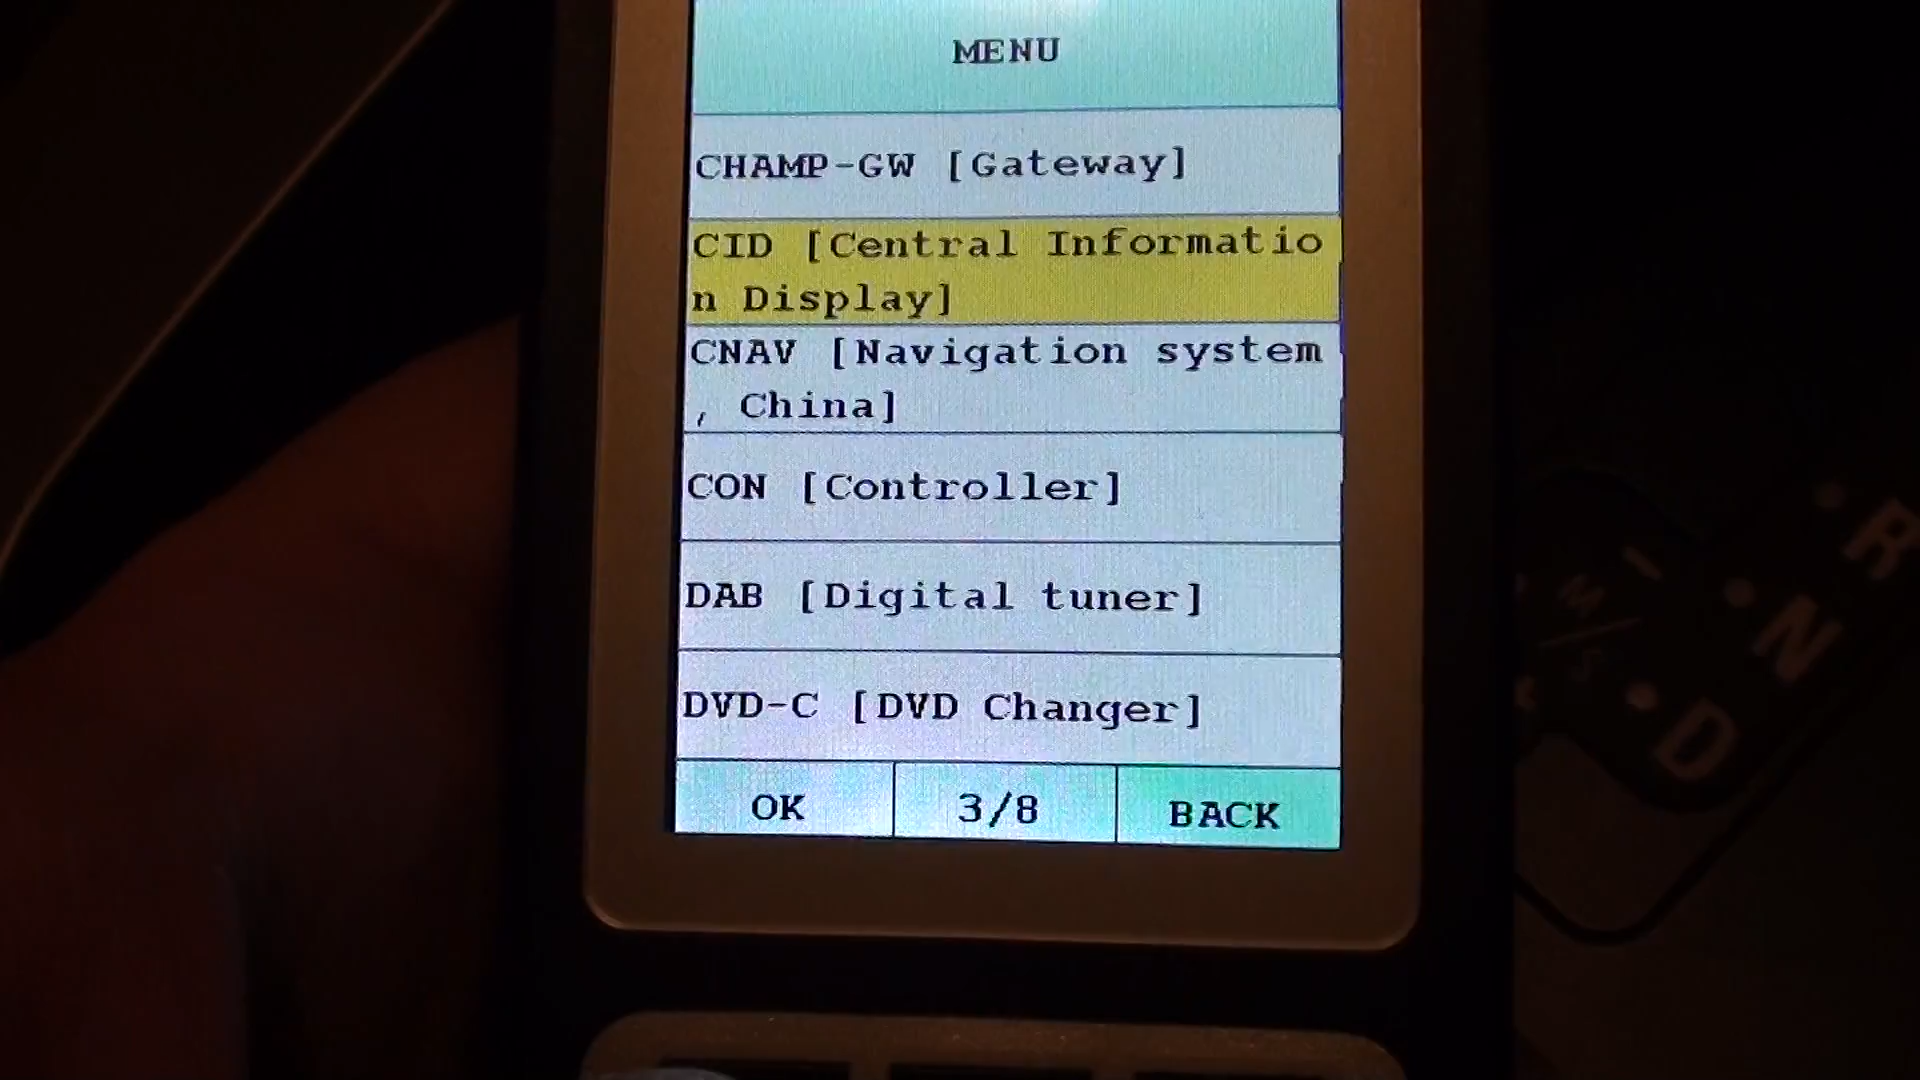 MENU
CHAMP-GW [Gateway]
CID [Central Informatio
n Display]
CNAV [Navigation system
, China]
CON [Controller]
DAB [Digital tuner]
DVD-C [DVD Changer]
OK 3/8 BACK
R
N
M/S
D